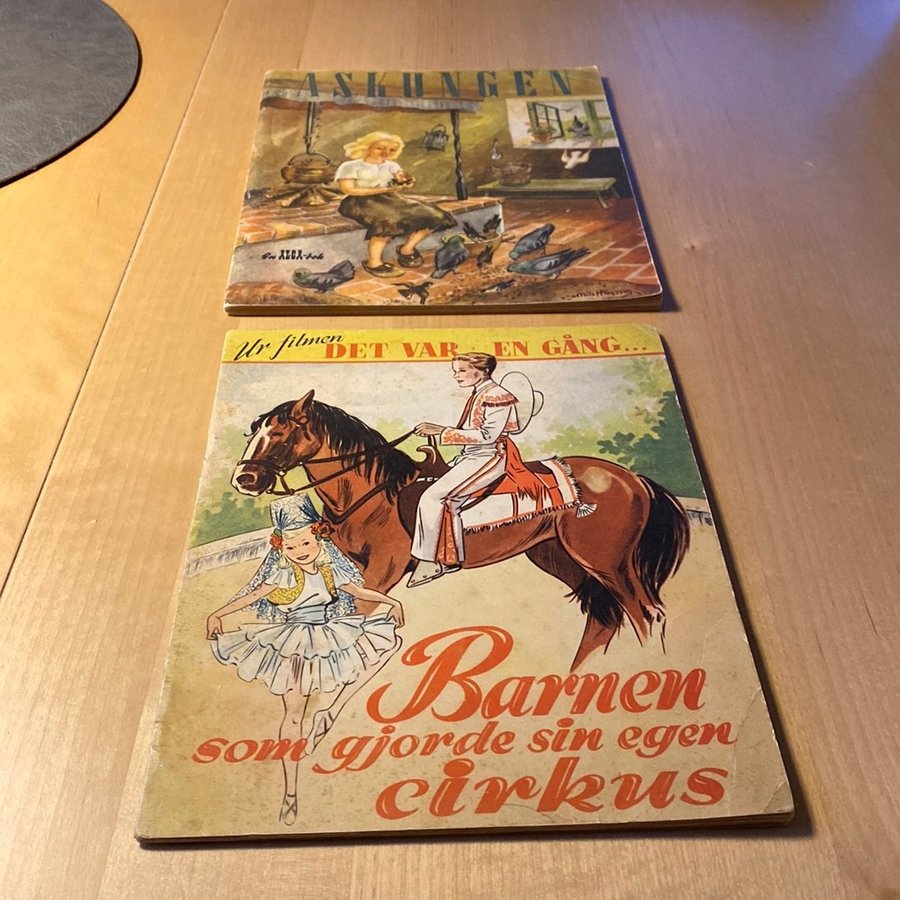 ASKUNGEN
En ALGA-bok
Ur filmen DET VAR EN GÅNG...
Barnen
som gjorde sin egen
cirkus